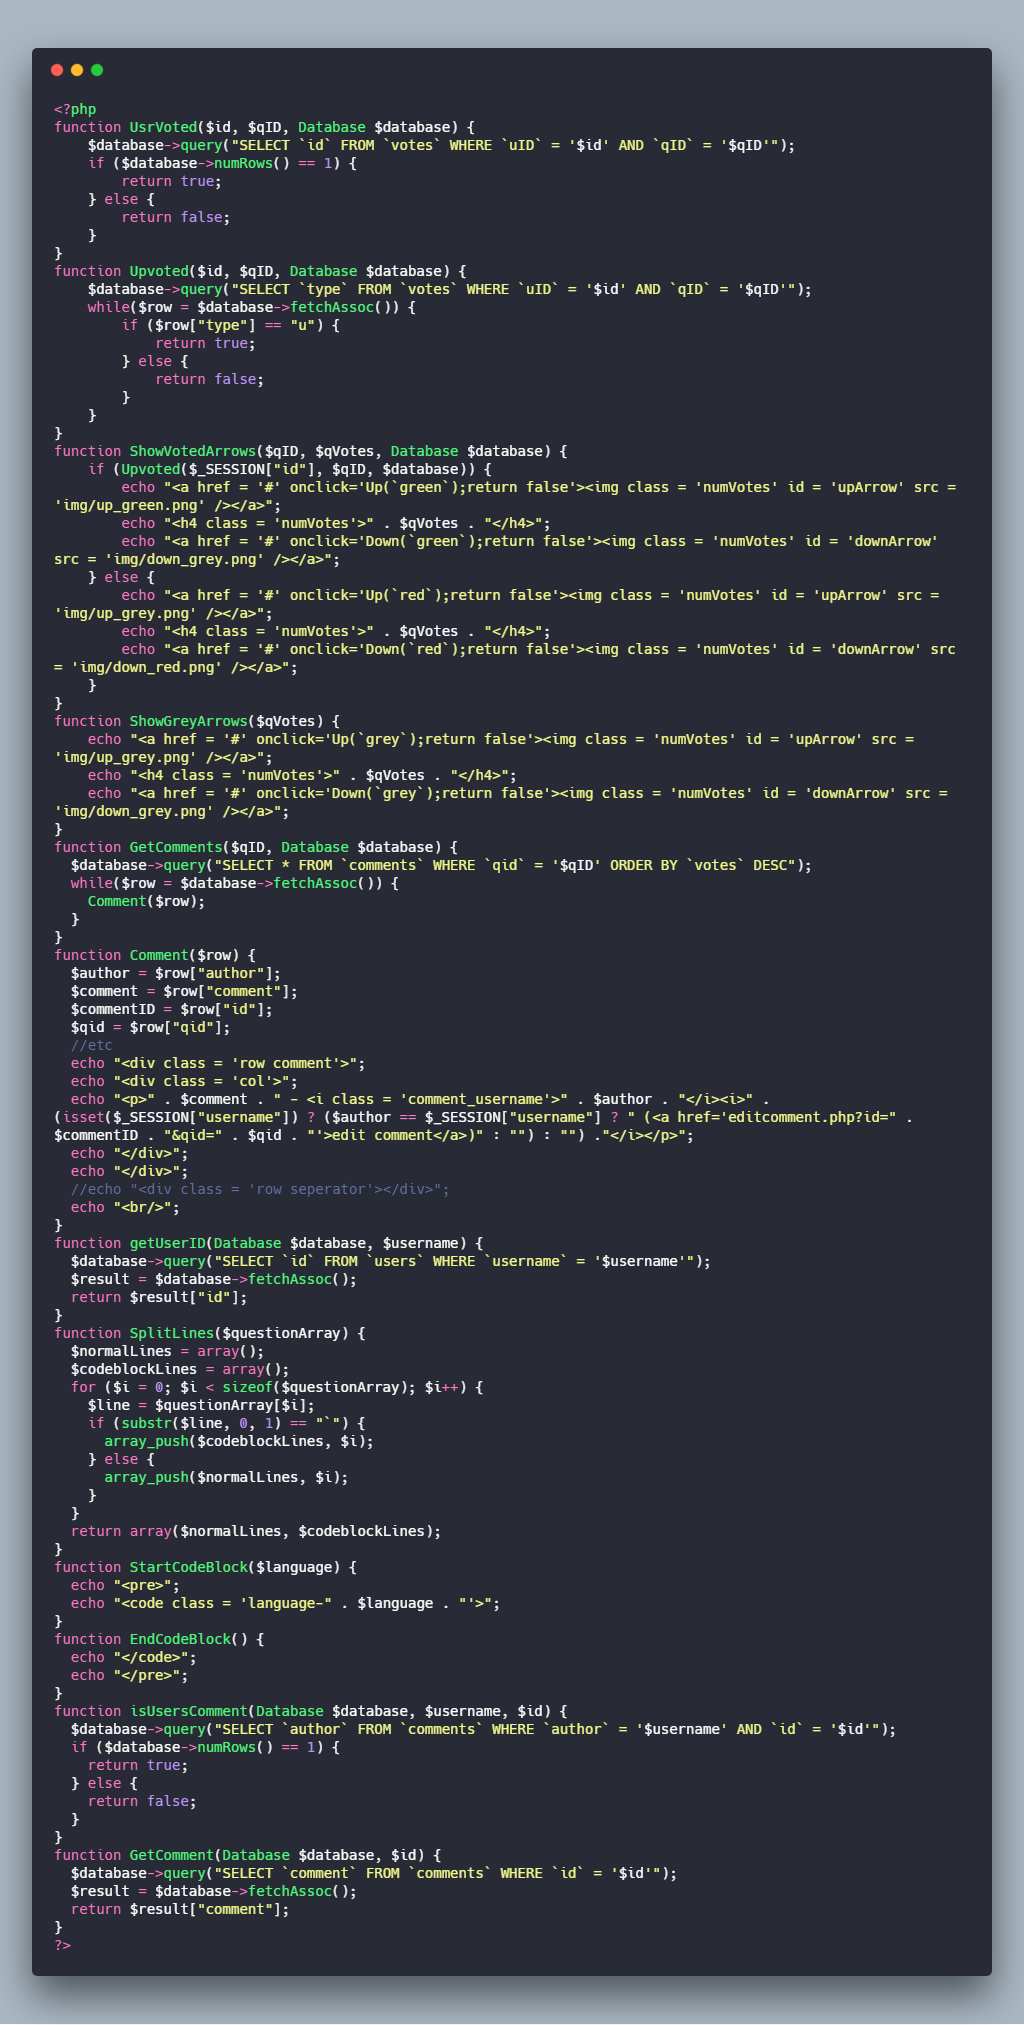 <?php
function UsrVoted($id, $qID, Database $database) {
    $database->query("SELECT `id` FROM `votes` WHERE `uID` = '$id' AND `qID` = '$qID'");
    if ($database->numRows() == 1) {
        return true;
    } else {
        return false;
    }
}
function Upvoted($id, $qID, Database $database) {
    $database->query("SELECT `type` FROM `votes` WHERE `uID` = '$id' AND `qID` = '$qID'");
    while($row = $database->fetchAssoc()) {
        if ($row["type"] == "u") {
            return true;
        } else {
            return false;
        }
    }
}
function ShowVotedArrows($qID, $qVotes, Database $database) {
    if (Upvoted($_SESSION["id"], $qID, $database)) {
        echo "<a href = '#' onclick='Up(`green`);return false'><img class = 'numVotes' id = 'upArrow' src =
'img/up_green.png' /></a>";
        echo "<h4 class = 'numVotes'>" . $qVotes . "</h4>";
        echo "<a href = '#' onclick='Down(`green`);return false'><img class = 'numVotes' id = 'downArrow'
src = 'img/down_grey.png' /></a>";
    } else {
        echo "<a href = '#' onclick='Up(`red`);return false'><img class = 'numVotes' id = 'upArrow' src =
'img/up_grey.png' /></a>";
        echo "<h4 class = 'numVotes'>" . $qVotes . "</h4>";
        echo "<a href = '#' onclick='Down(`red`);return false'><img class = 'numVotes' id = 'downArrow' src
= 'img/down_red.png' /></a>";
    }
}
function ShowGreyArrows($qVotes) {
    echo "<a href = '#' onclick='Up(`grey`);return false'><img class = 'numVotes' id = 'upArrow' src =
'img/up_grey.png' /></a>";
    echo "<h4 class = 'numVotes'>" . $qVotes . "</h4>";
    echo "<a href = '#' onclick='Down(`grey`);return false'><img class = 'numVotes' id = 'downArrow' src =
'img/down_grey.png' /></a>";
}
function GetComments($qID, Database $database) {
  $database->query("SELECT * FROM `comments` WHERE `qid` = '$qID' ORDER BY `votes` DESC");
  while($row = $database->fetchAssoc()) {
    Comment($row);
  }
}
function Comment($row) {
  $author = $row["author"];
  $comment = $row["comment"];
  $commentID = $row["id"];
  $qid = $row["qid"];
  //etc
  echo "<div class = 'row comment'>";
  echo "<div class = 'col'>";
  echo "<p>" . $comment . " - <i class = 'comment_username'>" . $author . "</i><i>" .
(isset($_SESSION["username"]) ? ($author == $_SESSION["username"] ? " (<a href='editcomment.php?id=" .
$commentID . "&qid=" . $qid . "'>edit comment</a>)" : "") : "") ."</i></p>";
  echo "</div>";
  echo "</div>";
  //echo "<div class = 'row seperator'></div>";
  echo "<br/>";
}
function getUserID(Database $database, $username) {
  $database->query("SELECT `id` FROM `users` WHERE `username` = '$username'");
  $result = $database->fetchAssoc();
  return $result["id"];
}
function SplitLines($questionArray) {
  $normalLines = array();
  $codeblockLines = array();
  for ($i = 0; $i < sizeof($questionArray); $i++) {
    $line = $questionArray[$i];
    if (substr($line, 0, 1) == "`") {
      array_push($codeblockLines, $i);
    } else {
      array_push($normalLines, $i);
    }
  }
  return array($normalLines, $codeblockLines);
}
function StartCodeBlock($language) {
  echo "<pre>";
  echo "<code class = 'language-" . $language . "'>";
}
function EndCodeBlock() {
  echo "</code>";
  echo "</pre>";
}
function isUsersComment(Database $database, $username, $id) {
  $database->query("SELECT `author` FROM `comments` WHERE `author` = '$username' AND `id` = '$id'");
  if ($database->numRows() == 1) {
    return true;
  } else {
    return false;
  }
}
function GetComment(Database $database, $id) {
  $database->query("SELECT `comment` FROM `comments` WHERE `id` = '$id'");
  $result = $database->fetchAssoc();
  return $result["comment"];
}
?>